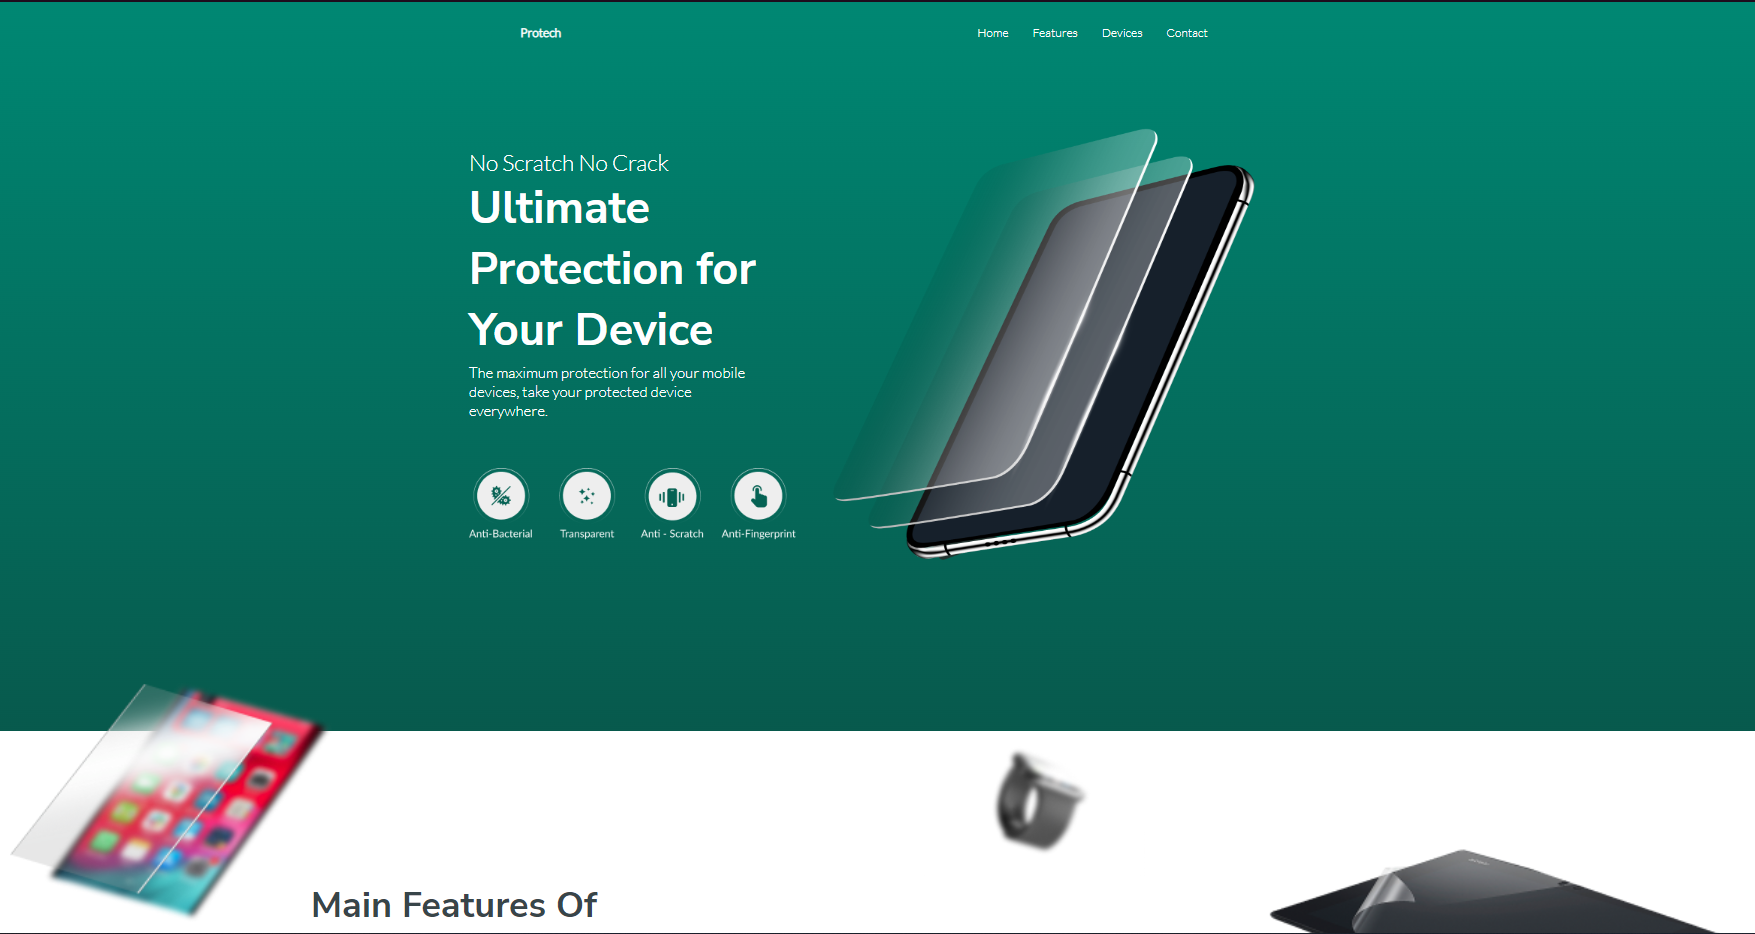 Protech
Home Features Devices Contact
No Scratch No Crack
Ultimate
Protection for
Your Device
The maximum protection for all your mobile
devices, take your protected device
everywhere.
Anti-Bacterial Transparent Anti - Scratch Anti-Fingerprint
Main Features Of